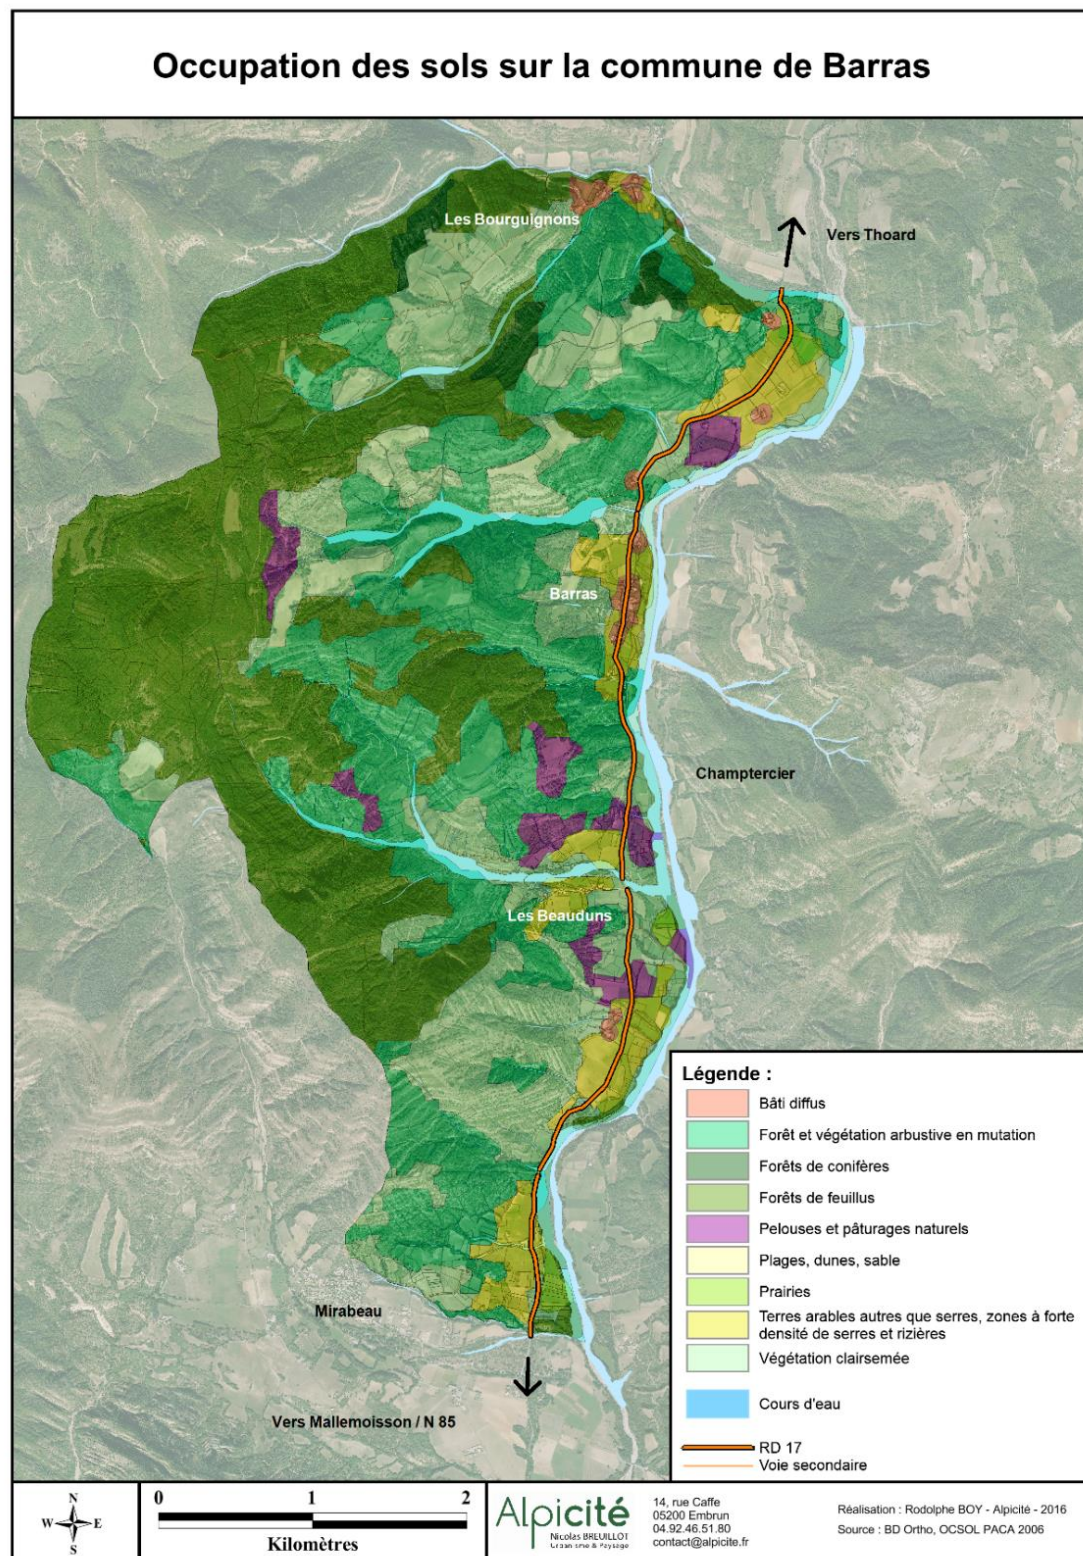 Occupation des sols sur la commune de Barras
Les Bourguignons
Vers Thoard
Barras
Champtercier
Les Beauduns
Mirabeau
Vers Mallemoisson / N 85
Légende :
Bâti diffus
Forêt et végétation arbustive en mutation
Forêts de conifères
Forêts de feuillus
Pelouses et pâturages naturels
Plages, dunes, sable
Prairies
Terres arables autres que serres, zones à forte
densité de serres et rizières
Végétation clairsemée
Cours d'eau
RD 17
Voie secondaire
N
W E
S
0 1 2
Kilomètres
Alpicité
Nicolas BREUILLOT
Urbanisme & Paysage
14, rue Caffe
05200 Embrun
04.92.46.51.80
contact@alpicite.fr
Réalisation : Rodolphe BOY - Alpicité - 2016
Source : BD Ortho, OCSOL PACA 2006